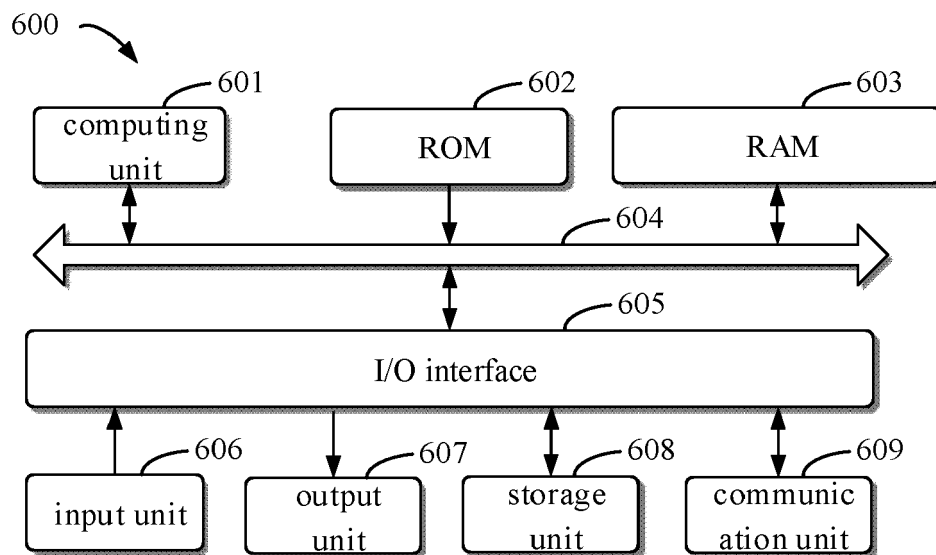 600
601
602
603
computing
unit
ROM
RAM
604
605
I/O interface
606
607
608
609
input unit
output
unit
storage
unit
communic
ation unit